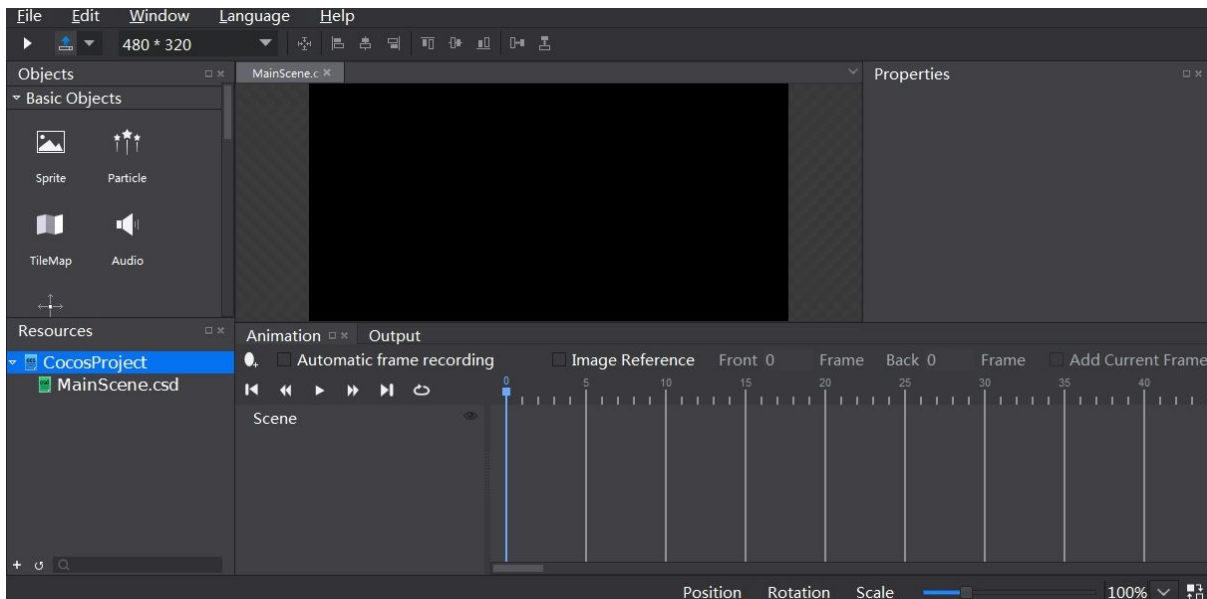 File Edit Window Language Help
480 * 320
Objects
MainScene.c
Properties
Basic Objects
Sprite Particle
TileMap Audio
Resources
Animation Output
CocosProject
Automatic frame recording Image Reference Front 0 Frame Back 0 Frame Add Current Frame
MainScene.csd
0 5 10 15 20 25 30 35 40
Scene
Position Rotation Scale 100%